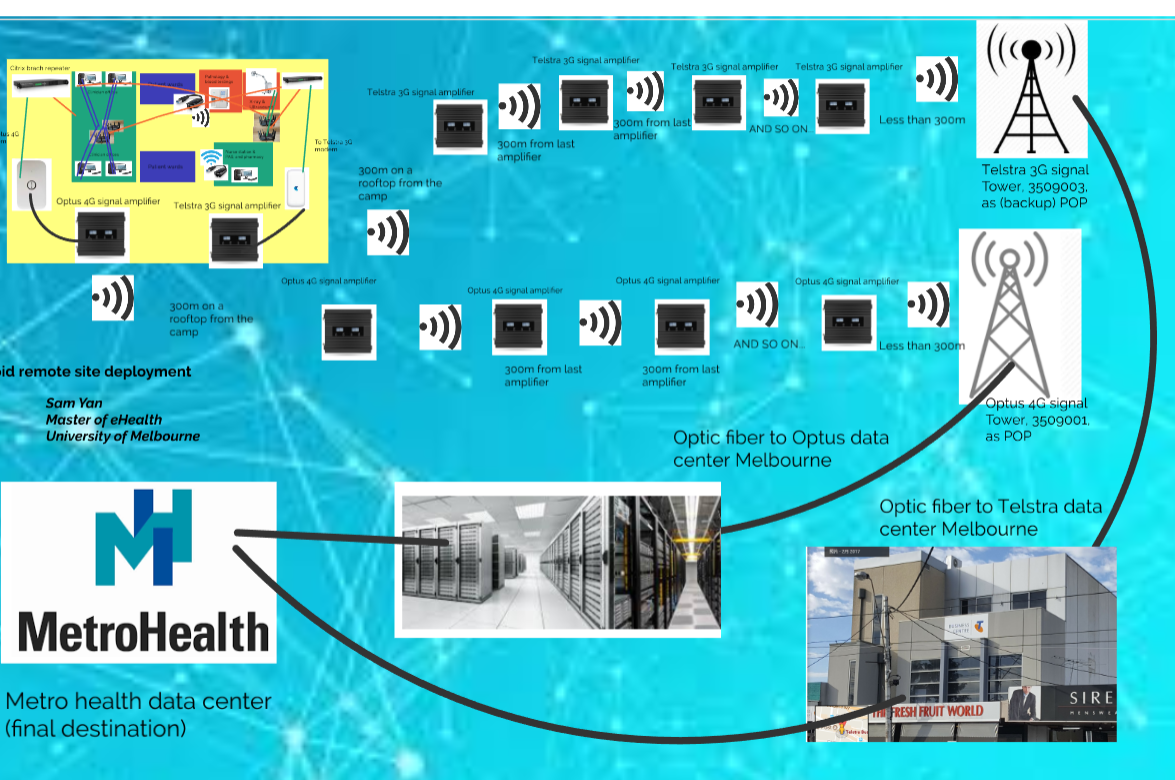 Citrix brach repeater
Pathology &
To Telstra 3G
modem
Optus 4G signal amplifier
Telstra 3G signal amplifier
Telstra 3G signal amplifier
Telstra 3G signal amplifier
Telstra 3G signal amplifier
Telstra 3G signal amplifier
300m from last
amplifier
300m from last
amplifier
AND SO ON...
Less than 300m
Telstra 3G signal
Tower, 3509003,
as (backup) POP
300m on a
rooftop from the
camp
300m on a
rooftop from the
camp
Optus 4G signal amplifier
Optus 4G signal amplifier
Optus 4G signal amplifier
Optus 4G signal amplifier
300m from last
amplifier
300m from last
amplifier
AND SO ON...
Less than 300m
Optus 4G signal
Tower, 3509001,
as POP
oid remote site deployment
Sam Yan
Master of eHealth
University of Melbourne
Optic fiber to Optus data
center Melbourne
Optic fiber to Telstra data
center Melbourne
MetroHealth
Metro health data center
(final destination)
BUSINESS
CENTRE
THE FRESH FRUIT WORLD
SIRE
MENSWEA